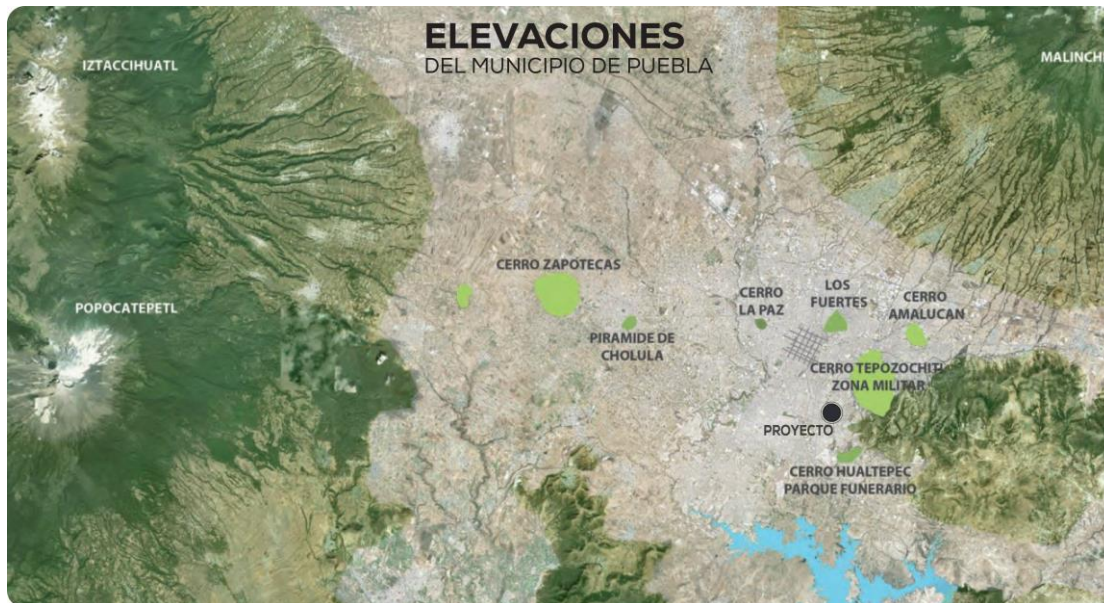 ELEVACIONES
DEL MUNICIPIO DE PUEBLA
IZTACCIHUATL
MALINCHE
CERRO ZAPOTECAS
POPOCATEPETL
PIRAMIDE DE
CHOLULA
CERRO
LA PAZ
LOS
FUERTES
CERRO
AMALUCAN
CERRO TEPOZOCHITL
ZONA MILITAR
PROYECTO
CERRO HUALTEPEC
PARQUE FUNERARIO